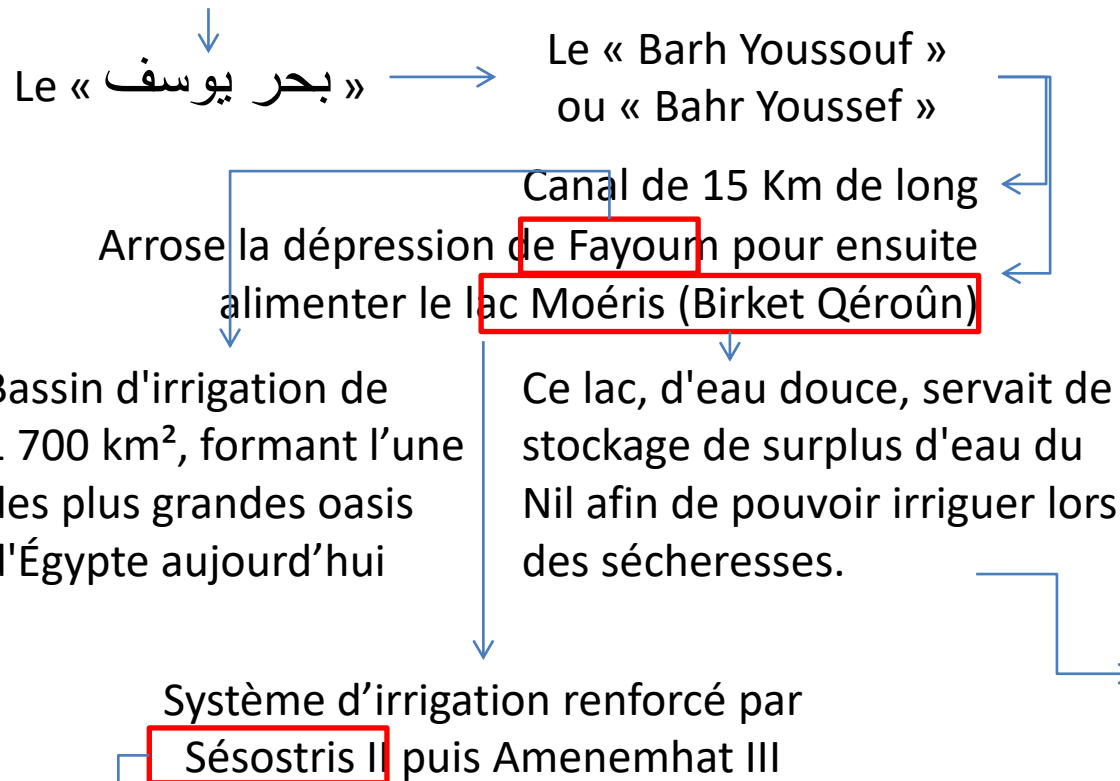 Le « بحر يوسف »
Le « Barh Youssouf »
ou « Bahr Youssef »
Canal de 15 Km de long
Arrose la dépression de Fayoum pour ensuite
alimenter le lac Moéris (Birket Qéroûn)
Bassin d'irrigation de
1 700 km², formant l’une
des plus grandes oasis
d'Égypte aujourd’hui
Ce lac, d'eau douce, servait de
stockage de surplus d'eau du
Nil afin de pouvoir irriguer lors
des sécheresses.
Système d’irrigation renforcé par
Sésostris II puis Amenemhat III